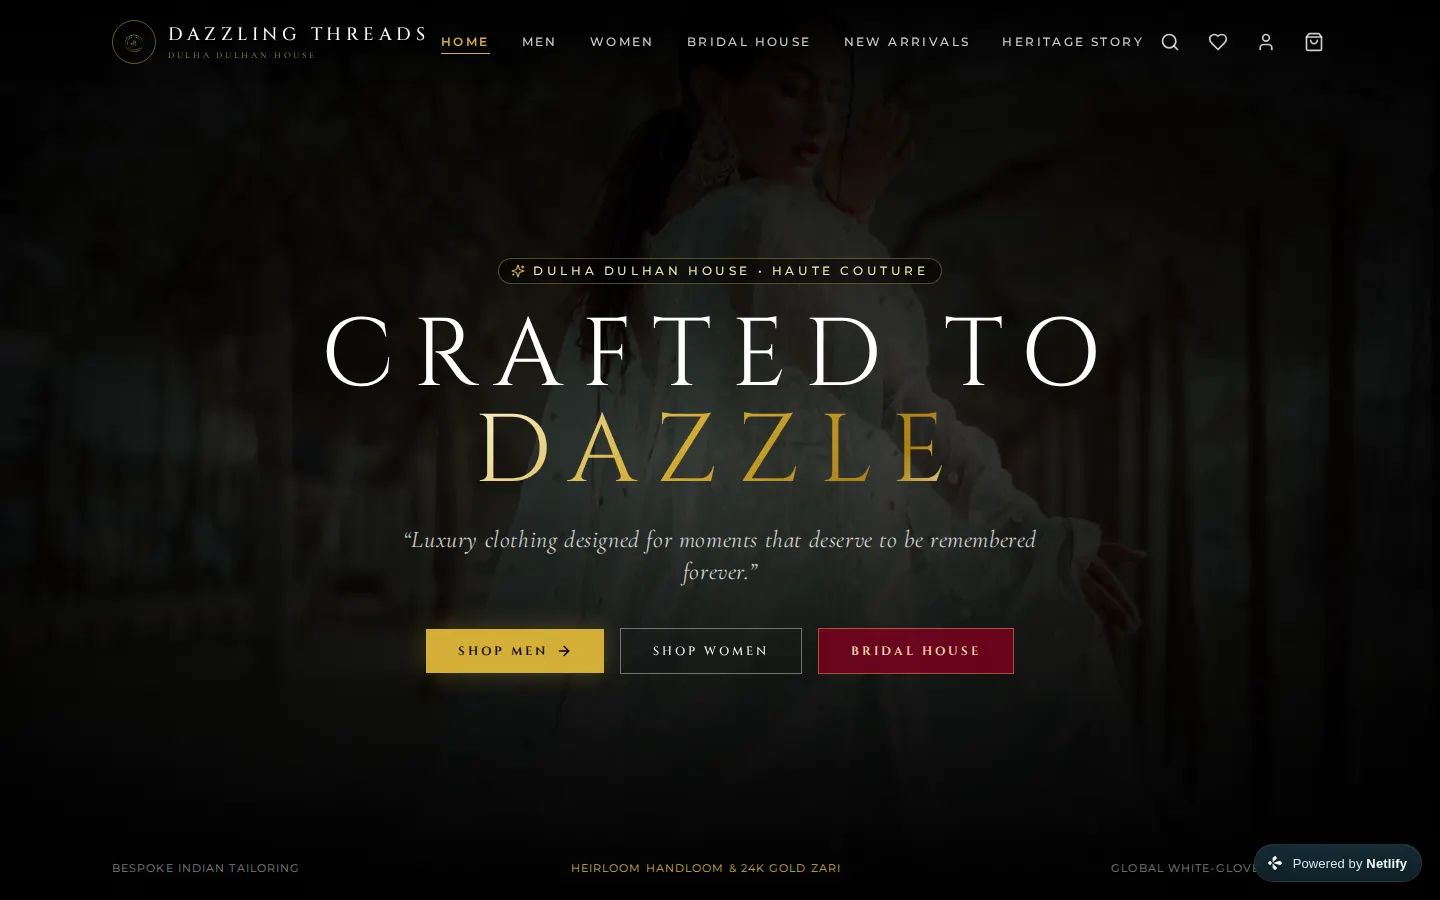 DAZZLING THREADS
DULHA DULHAN HOUSE
HOME
MEN
WOMEN
BRIDAL HOUSE
NEW ARRIVALS
HERITAGE STORY
DULHA DULHAN HOUSE • HAUTE COUTURE
CRAFTED TO
DAZZLE
“Luxury clothing designed for moments that deserve to be remembered
forever.”
SHOP MEN →
SHOP WOMEN
BRIDAL HOUSE
BESPOKE INDIAN TAILORING
HEIRLOOM HANDLOOM & 24K GOLD ZARI
GLOBAL WHITE-GLOVE
Powered by Netlify